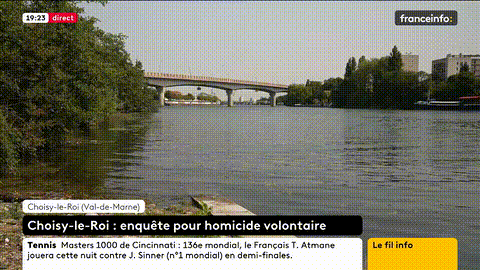 19:23 direct
franceinfo:
Choisy-le-Roi (Val-de-Marne)
Choisy-le-Roi : enquête pour homicide volontaire
Tennis Masters 1000 de Cincinnati : 136e mondial, le Français T. Atmane
jouera cette nuit contre J. Sinner (n°1 mondial) en demi-finales.
Le fil info